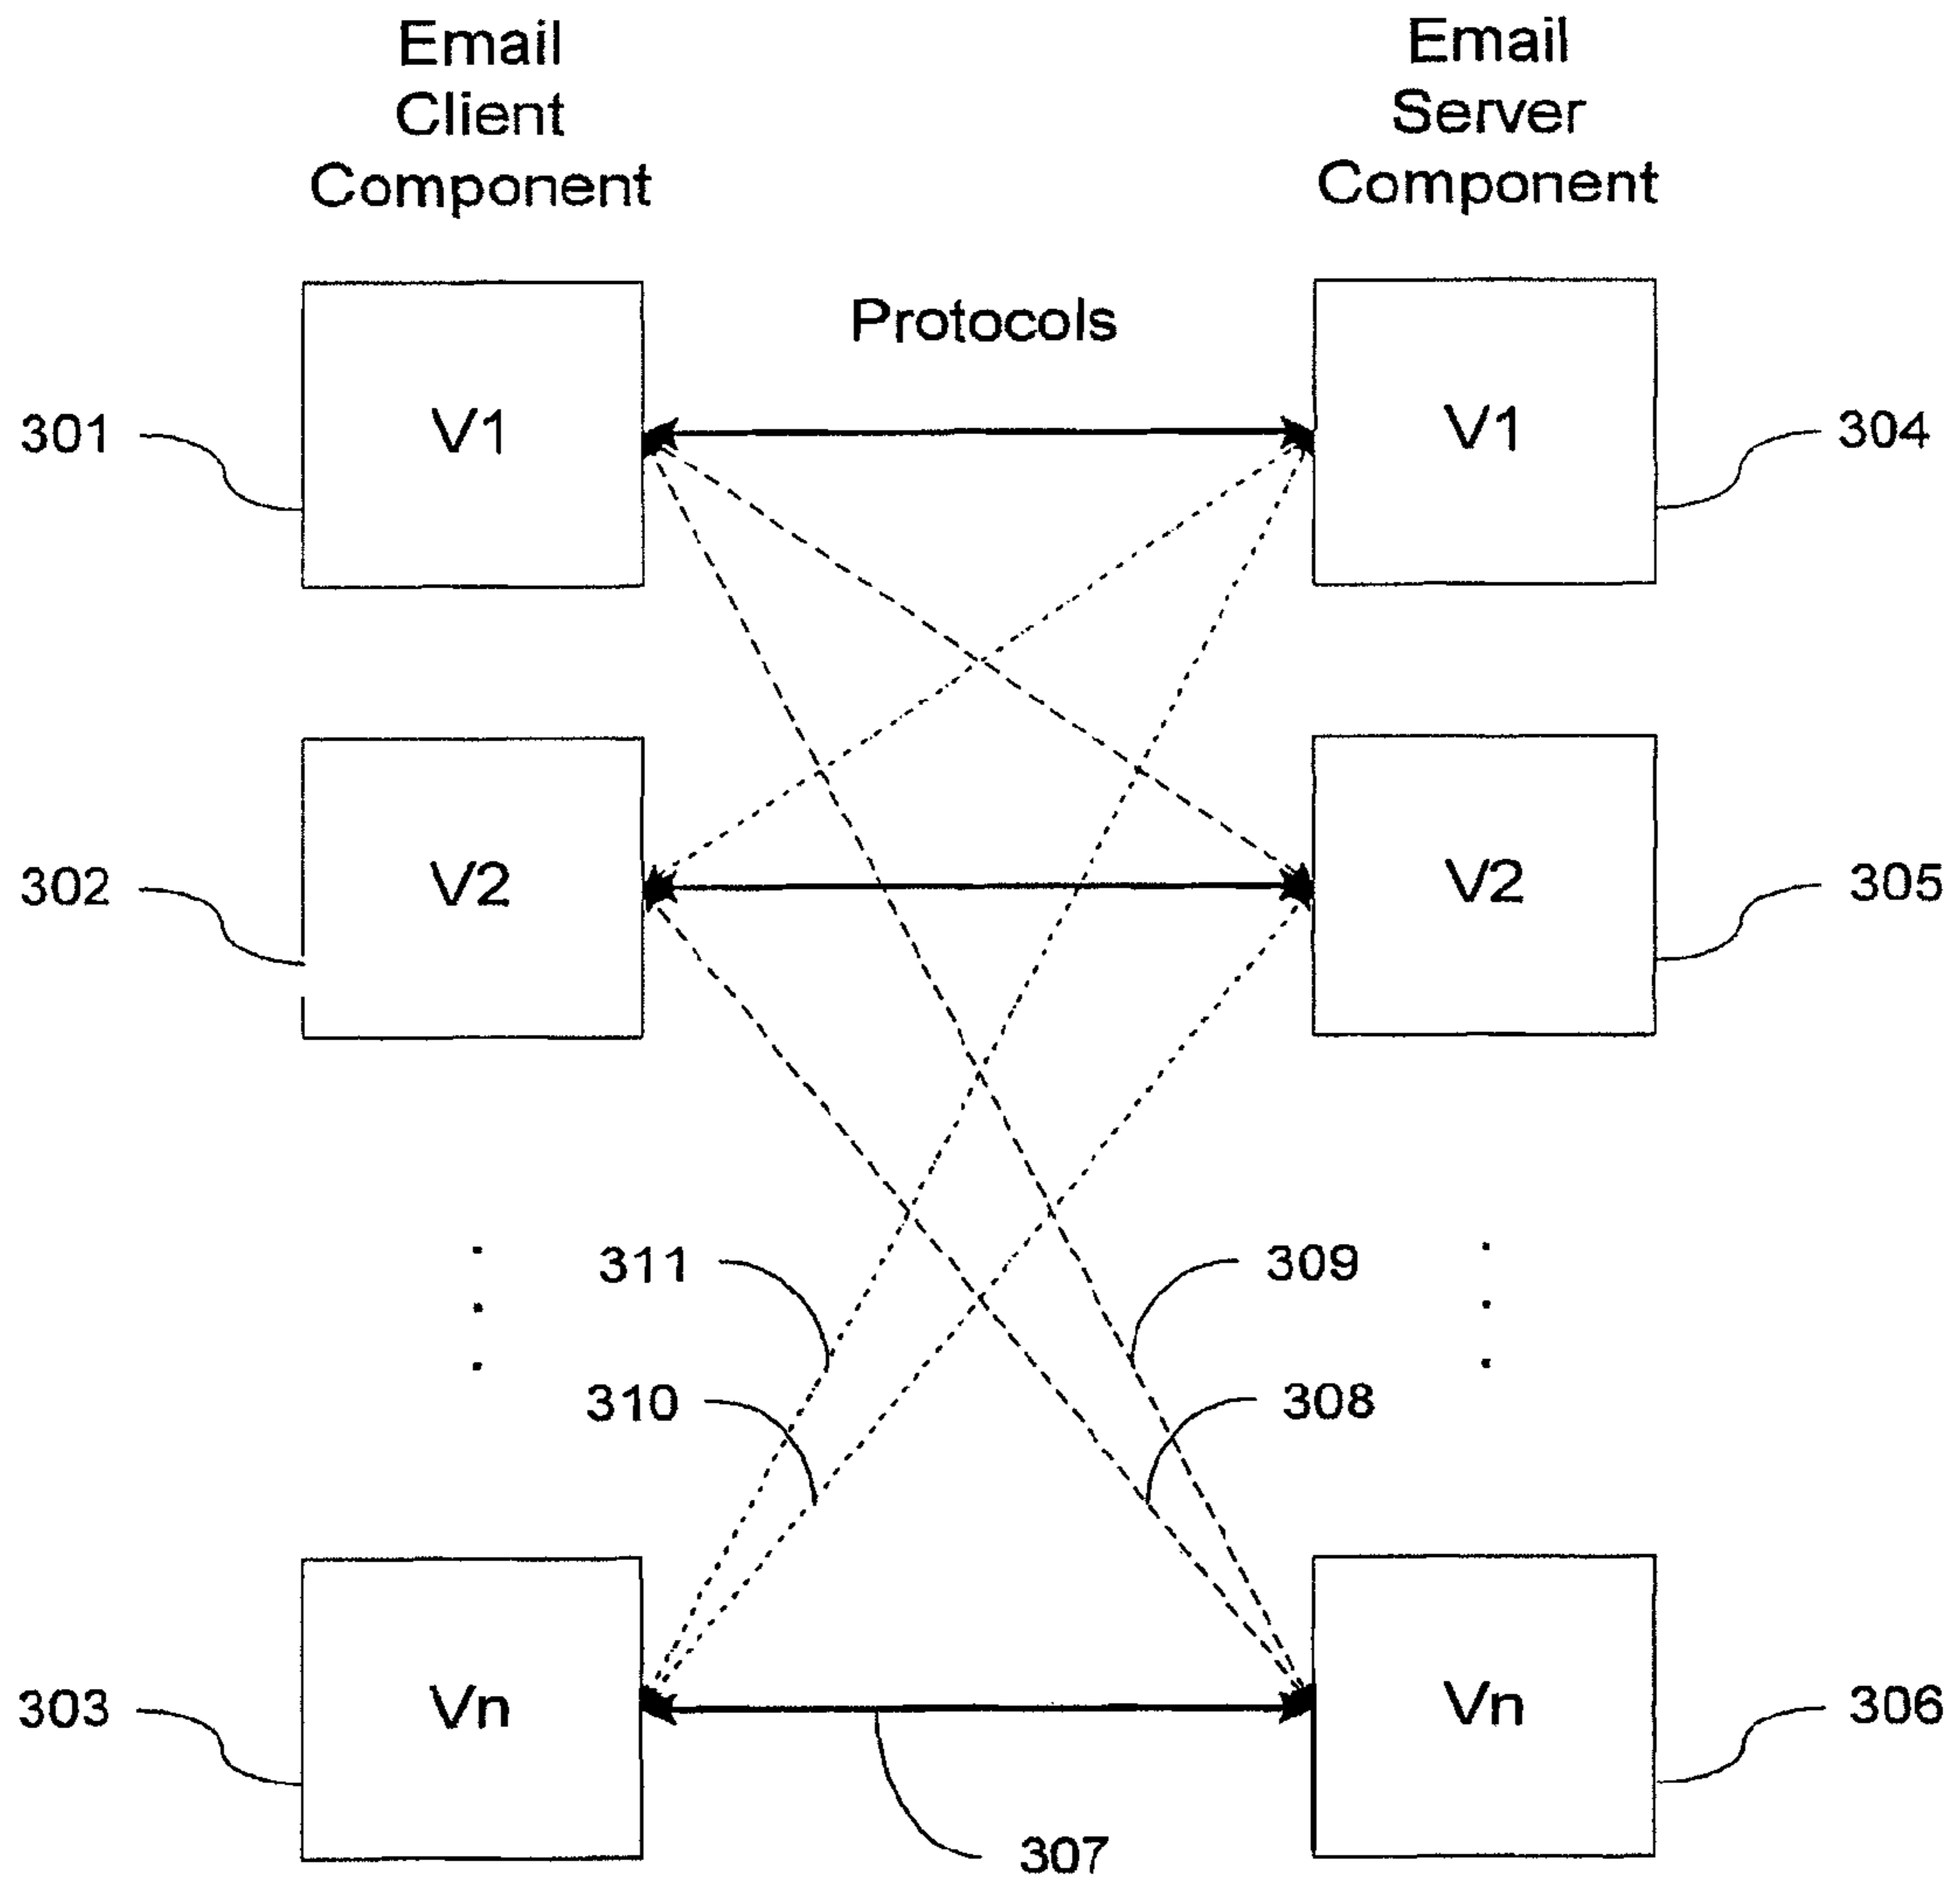 Email
Client
Component
Email
Server
Component
Protocols
301
V1
V1
304
302
V2
V2
305
311
309
310
308
303
Vn
Vn
306
307